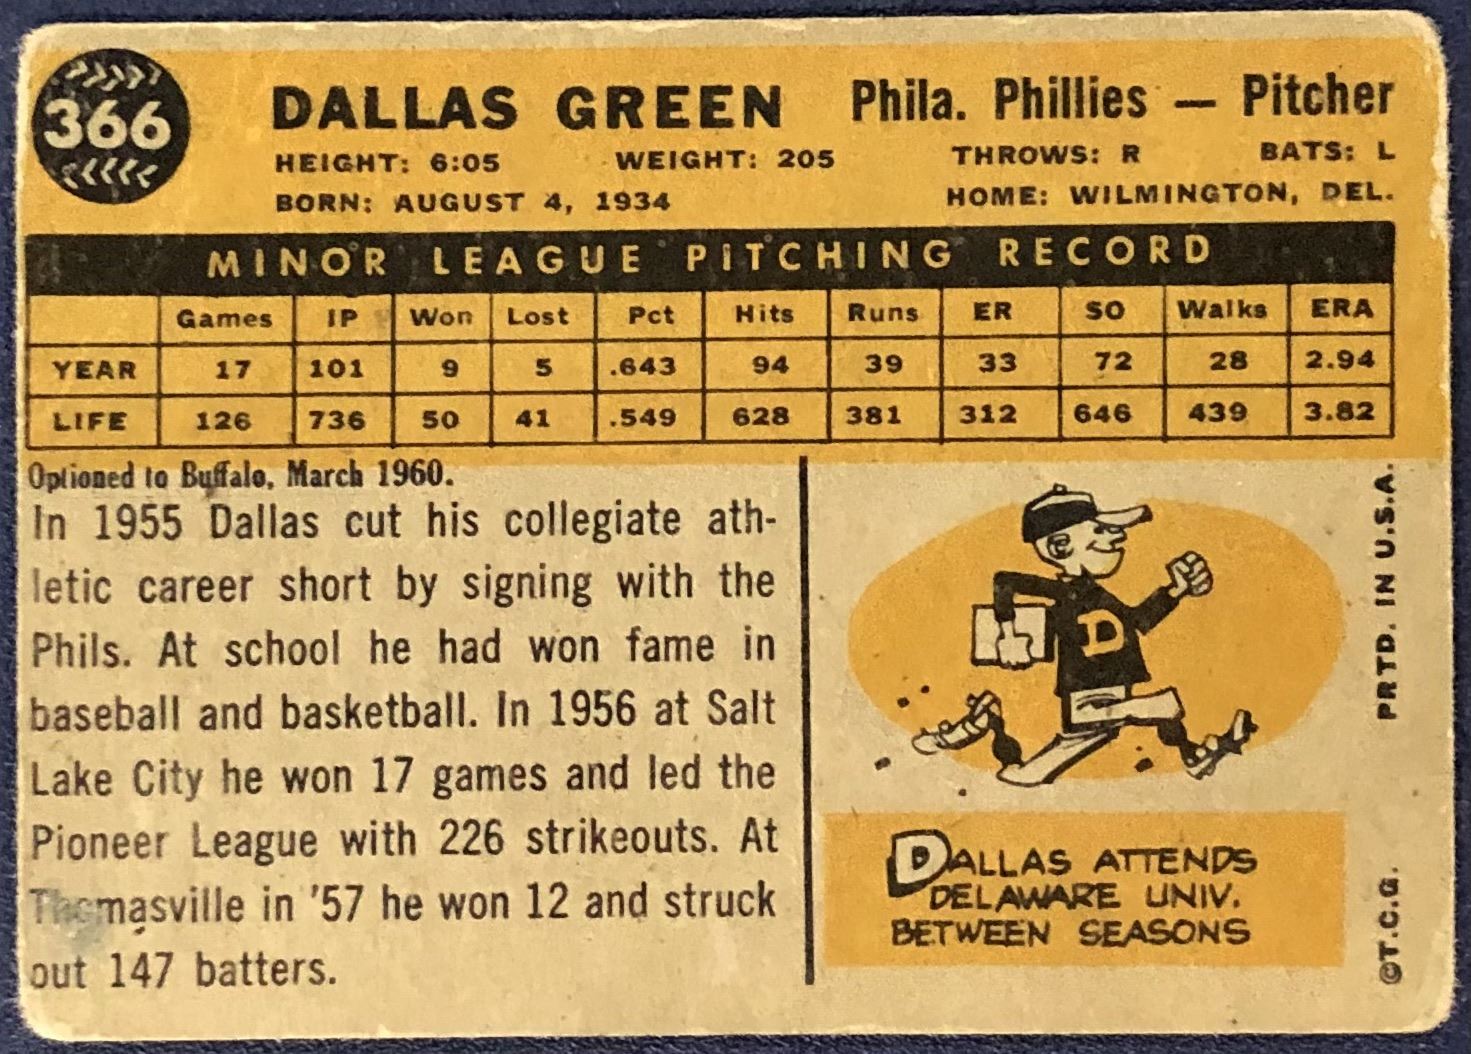 366
DALLAS GREEN Phila. Phillies — Pitcher
HEIGHT: 6:05 WEIGHT: 205 THROWS: R BATS: L
BORN: AUGUST 4, 1934 HOME: WILMINGTON, DEL.
MINOR LEAGUE PITCHING RECORD
Games IP Won Lost Pct Hits Runs ER SO Walks ERA
YEAR 17 101 9 5 .643 94 39 33 72 28 2.94
LIFE 126 736 50 41 .549 628 381 312 646 439 3.82
Optioned to Buffalo, March 1960.
In 1955 Dallas cut his collegiate ath-
letic career short by signing with the
Phils. At school he had won fame in
baseball and basketball. In 1956 at Salt
Lake City he won 17 games and led the
Pioneer League with 226 strikeouts. At
Thomasville in '57 he won 12 and struck
out 147 batters.
D
DALLAS ATTENDS
DELAWARE UNIV.
BETWEEN SEASONS
PRTD. IN U.S.A.
©T.C.G.